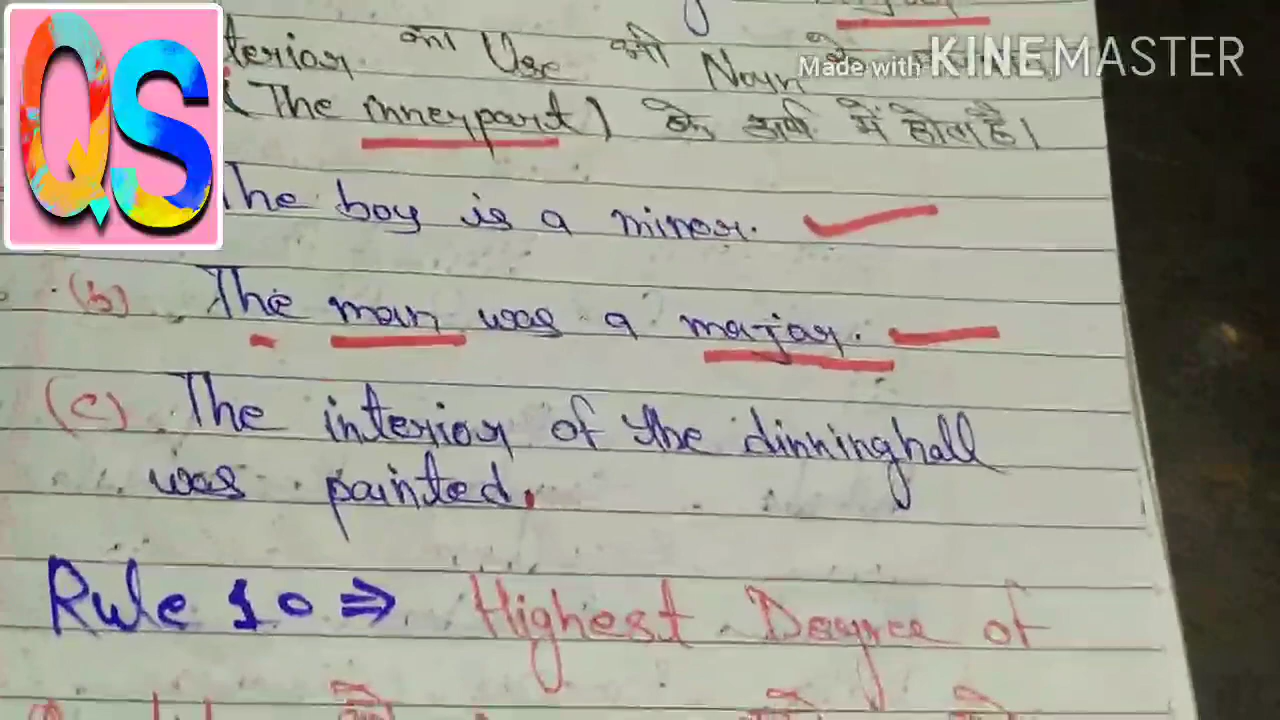 QS
Made with KINEMASTER
terior का Use भी Noun के
(The innerpart) के अर्थ में होता है।
The boy is a minor.
(b) The man was a major.
(c) The interior of the dinninghall
was painted.
Rule 10 ⇒ Highest Degree of